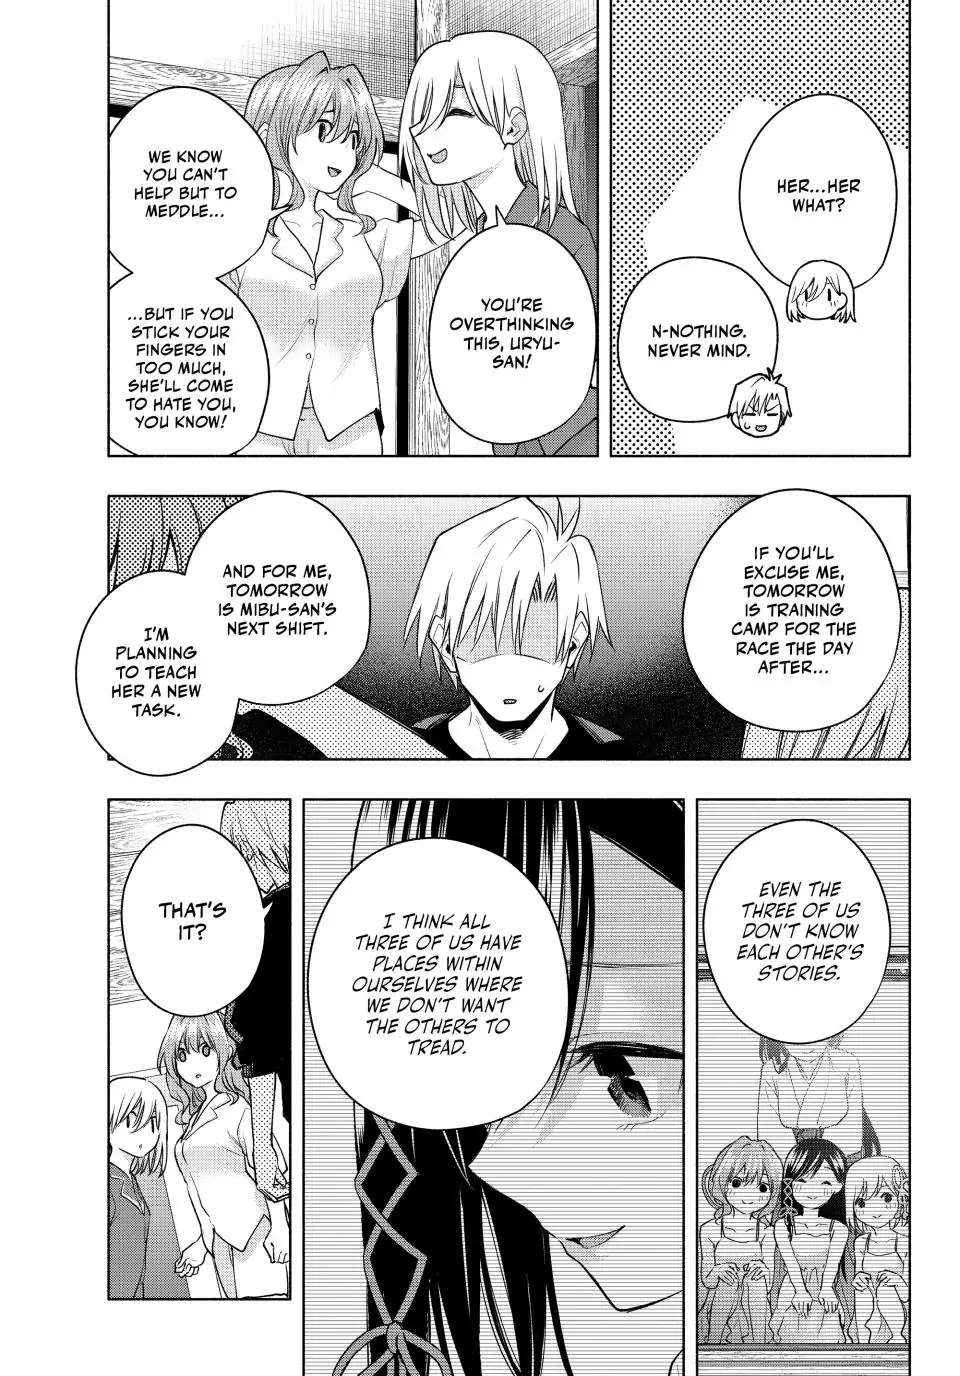 HER...HER
WHAT?
N-NOTHING.
NEVER MIND.
YOU'RE
OVERTHINKING
THIS, URYU-
SAN!
WE KNOW
YOU CAN'T
HELP BUT TO
MEDDLE...
...BUT IF YOU
STICK YOUR
FINGERS IN
TOO MUCH,
SHE'LL COME
TO HATE YOU,
YOU KNOW!
IF YOU'LL
EXCUSE ME,
TOMORROW
IS TRAINING
CAMP FOR THE
RACE THE DAY
AFTER...
AND FOR ME,
TOMORROW
IS MIBU-SAN'S
NEXT SHIFT.
I'M
PLANNING
TO TEACH
HER A NEW
TASK.
EVEN THE
THREE OF US
DON'T KNOW
EACH OTHER'S
STORIES.
I THINK ALL
THREE OF US HAVE
PLACES WITHIN
OURSELVES WHERE
WE DON'T WANT
THE OTHERS TO
TREAD.
THAT'S
IT?